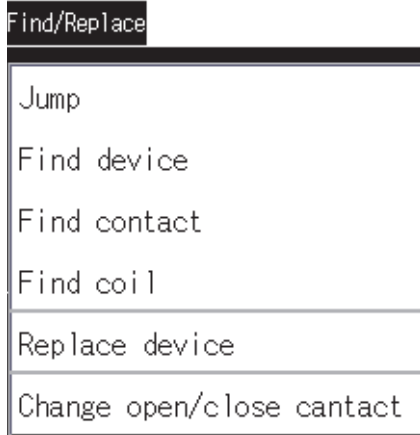 Find/Replace
Jump
Find device
Find contact
Find coil
Replace device
Change open/close cantact